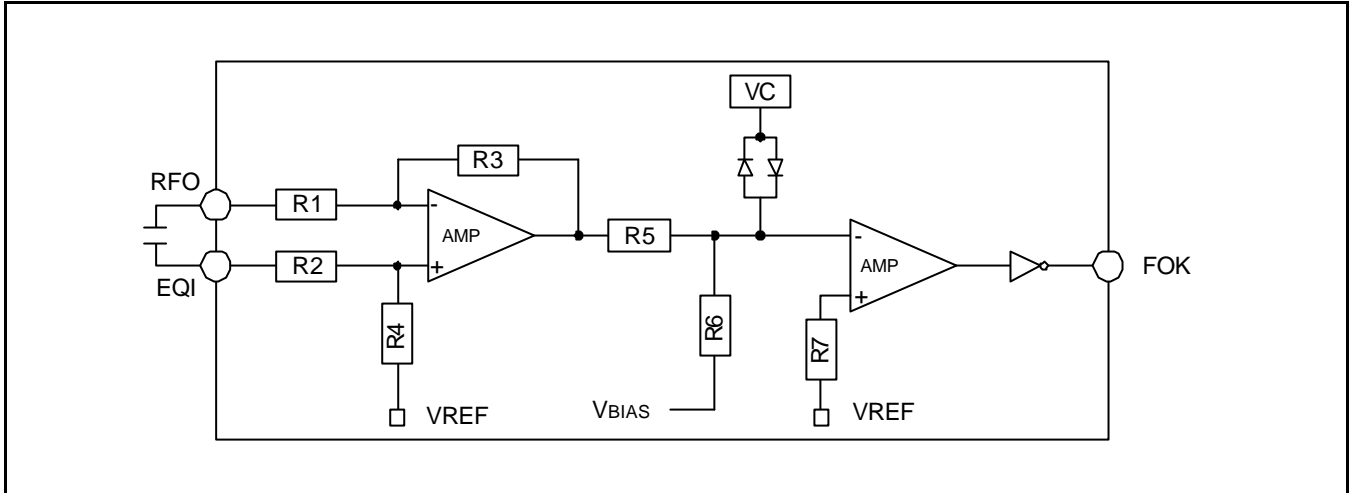 VC
R3
RFO
R1
-
AMP
R5
-
AMP
FOK
R2
+
EQI
+
R4
R6
R7
VREF
VBIAS
VREF